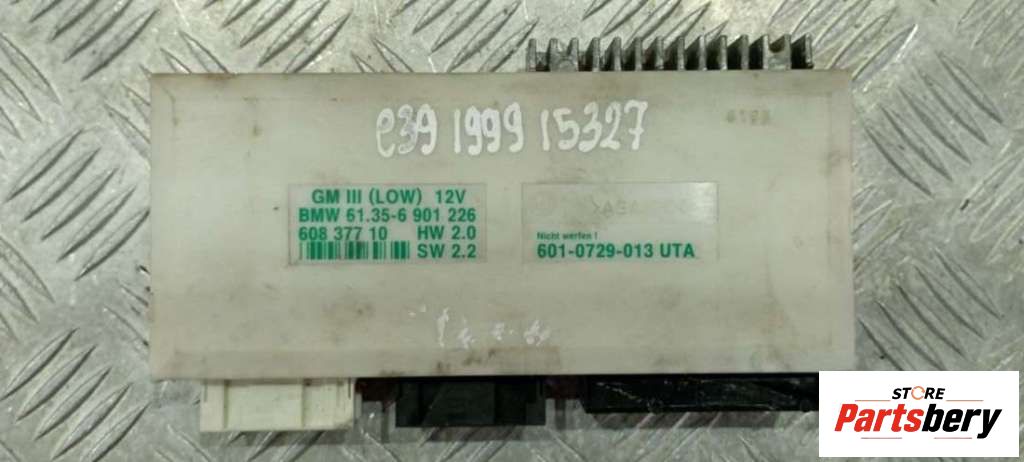 e39 1999 15327
GM III (LOW) 12V
BMW 61.35-6 901 226
608 377 10 HW 2.0
SW 2.2
Nicht werfen !
601-0729-013 UTA
STORE
Partsbery